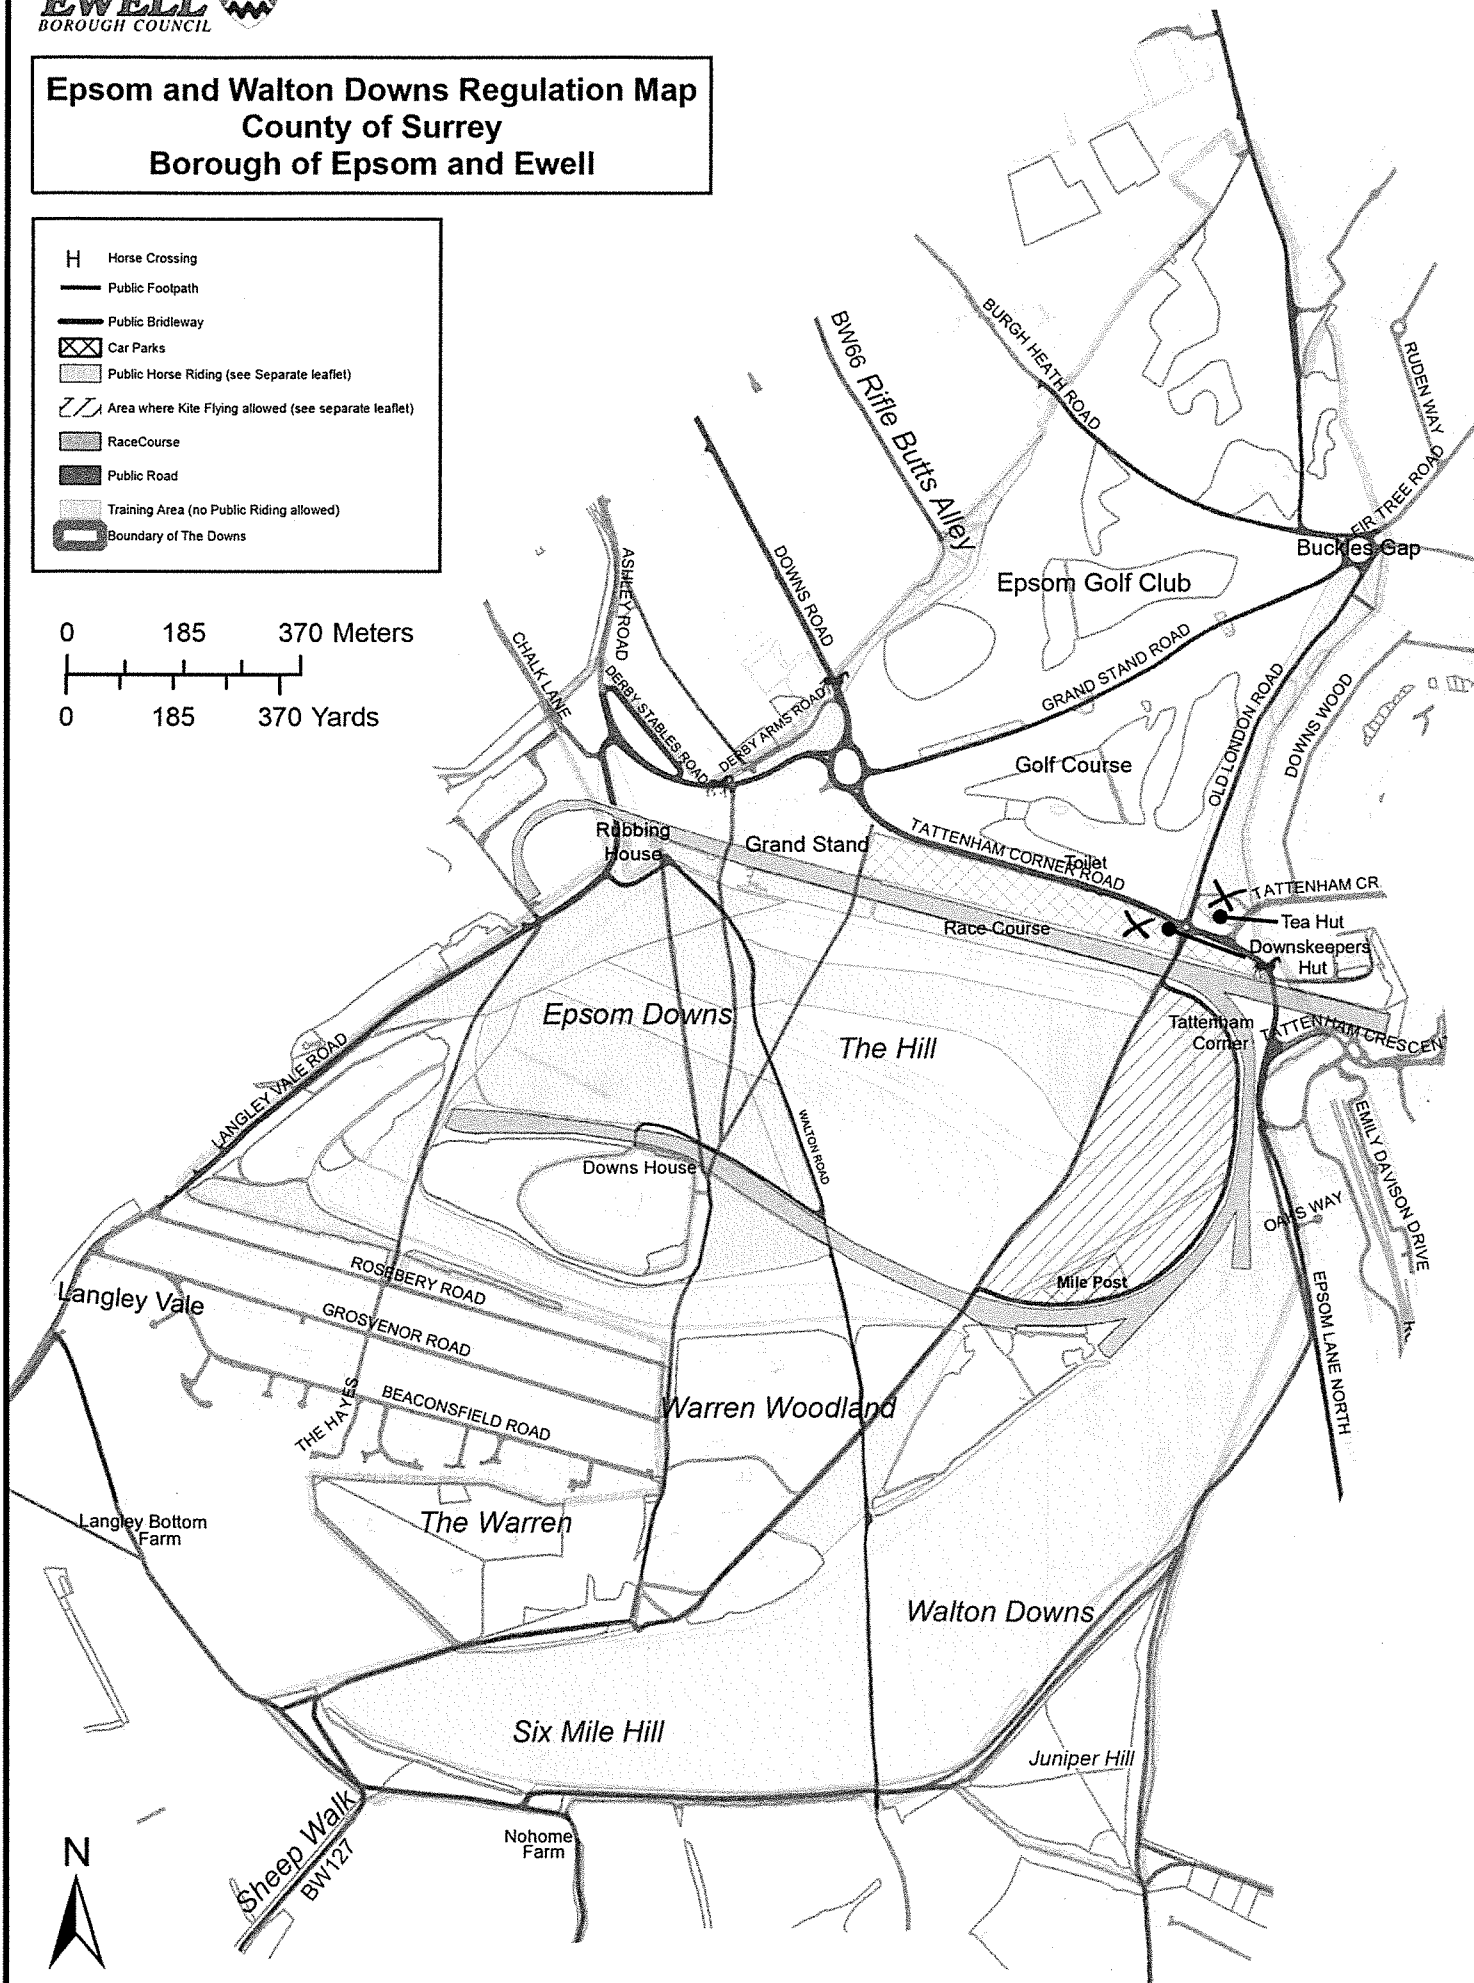 EWELL
BOROUGH COUNCIL
Epsom and Walton Downs Regulation Map
County of Surrey
Borough of Epsom and Ewell
H Horse Crossing
Public Footpath
Public Bridleway
Car Parks
Public Horse Riding (see Separate leaflet)
Area where Kite Flying allowed (see separate leaflet)
RaceCourse
Public Road
Training Area (no Public Riding allowed)
Boundary of The Downs
0 185 370 Meters
0 185 370 Yards
BURGH HEATH ROAD
BW66 Rifle Butts Alley
RUDEN WAY
FIR TREE ROAD
Buckles Gap
Epsom Golf Club
ASHLEY ROAD
DOWNS ROAD
CHALK LANE
DERBY STABLES ROAD
DERBY ARMS ROAD
GRAND STAND ROAD
OLD LONDON ROAD
DOWNS WOOD
Golf Course
Rubbing
House
Grand Stand
TATTENHAM CORNER ROAD
Toilet
TATTENHAM CR
Tea Hut
Race Course
Downskeepers
Hut
Epsom Downs
The Hill
Tattenham
Corner
TATTENHAM CRESCENT
LANGLEY VALE ROAD
WALTON ROAD
EMILY DAVISON DRIVE
Downs House
OAKS WAY
Mile Post
EPSOM LANE NORTH
Langley Vale
ROSEBERY ROAD
GROSVENOR ROAD
BEACONSFIELD ROAD
THE HAYES
Warren Woodland
The Warren
Langley Bottom
Farm
Walton Downs
Six Mile Hill
Juniper Hill
Sheep Walk
BW127
Nohome
Farm
N